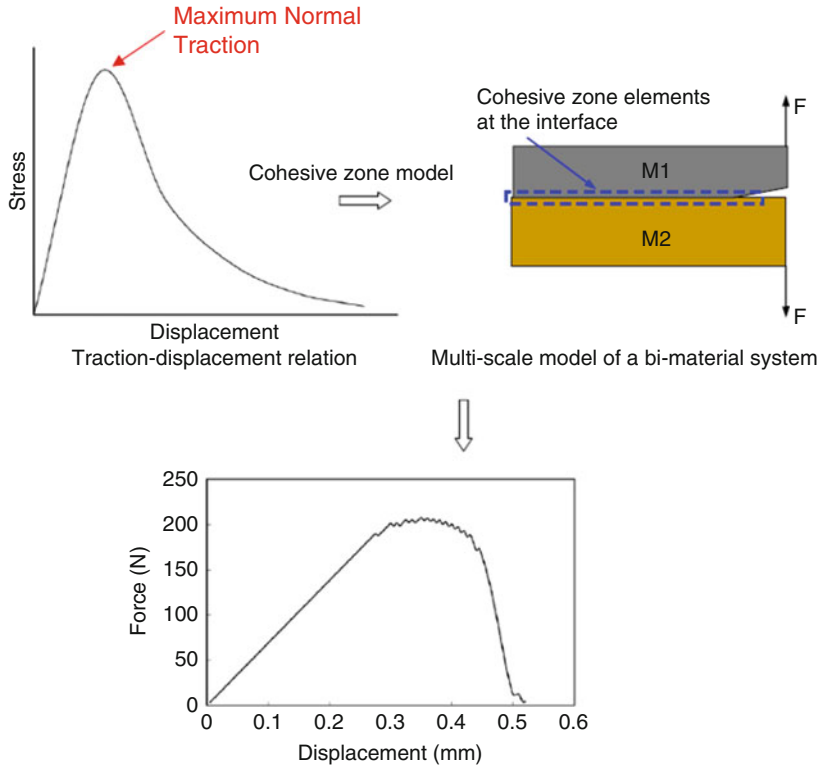 Maximum Normal
Traction
Stress
Displacement
Traction-displacement relation
Cohesive zone model
Cohesive zone elements
at the interface
F
M1
M2
F
Multi-scale model of a bi-material system
250
200
150
100
50
0
Force (N)
0 0.1 0.2 0.3 0.4 0.5 0.6
Displacement (mm)